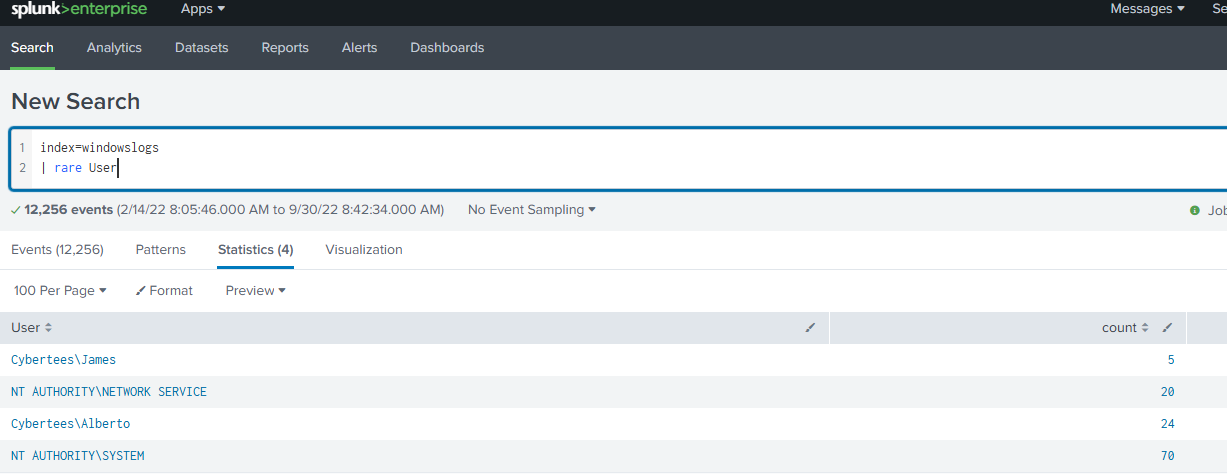 splunk>enterprise Apps Messages Se
Search Analytics Datasets Reports Alerts Dashboards
New Search
1 index=windowslogs
2 | rare User
12,256 events (2/14/22 8:05:46.000 AM to 9/30/22 8:42:34.000 AM) No Event Sampling Job
Events (12,256) Patterns Statistics (4) Visualization
100 Per Page Format Preview
User count
Cybertees\James 5
NT AUTHORITY\NETWORK SERVICE 20
Cybertees\Alberto 24
NT AUTHORITY\SYSTEM 70